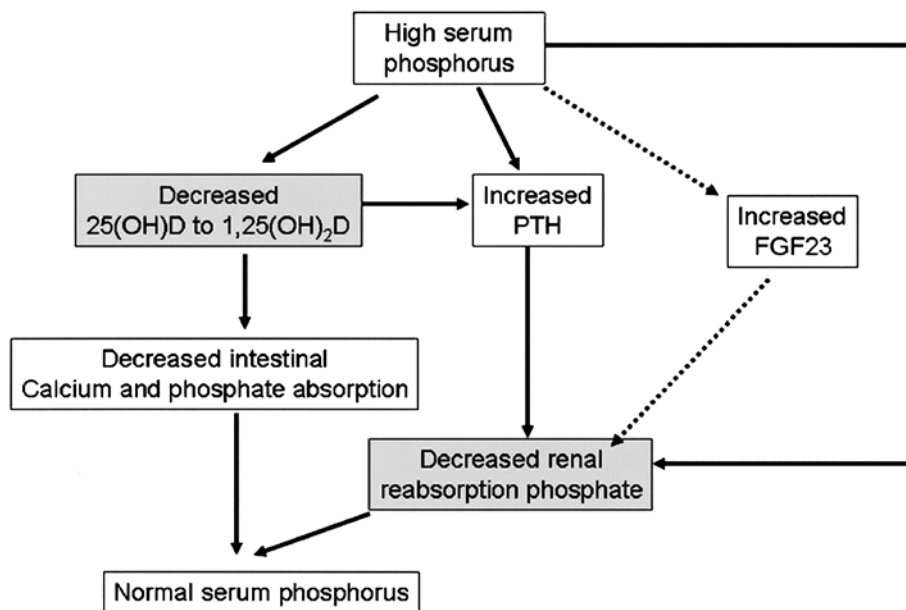 High serum
phosphorus
Decreased
25(OH)D to 1,25(OH)₂D
Increased
PTH
Increased
FGF23
Decreased intestinal
Calcium and phosphate absorption
Decreased renal
reabsorption phosphate
Normal serum phosphorus